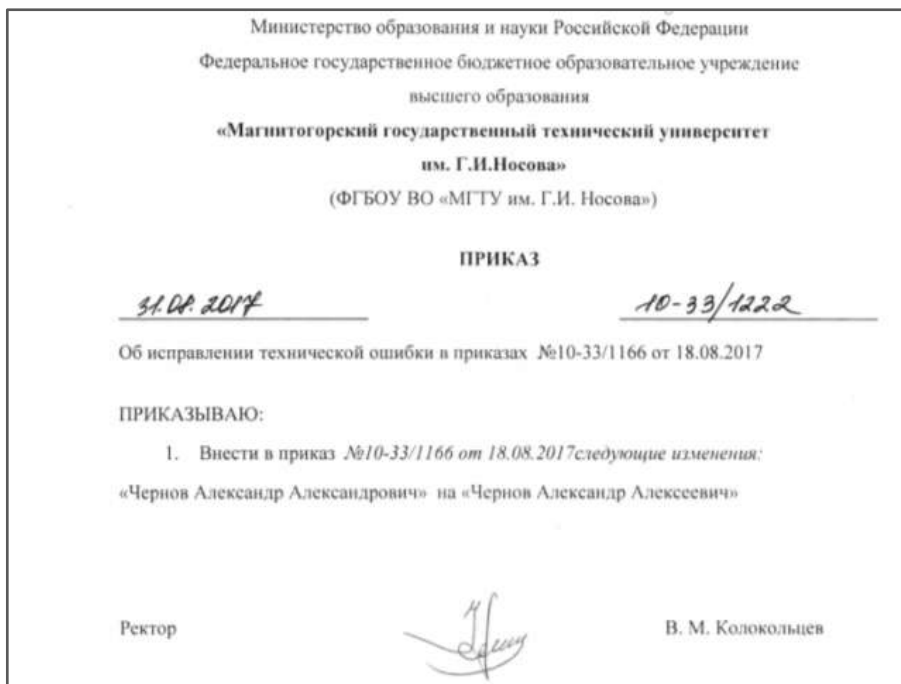 Министерство образования и науки Российской Федерации
Федеральное государственное бюджетное образовательное учреждение
высшего образования
«Магнитогорский государственный технический университет
им. Г.И.Носова»
(ФГБОУ ВО «МГТУ им. Г.И. Носова»)
ПРИКАЗ
31.08.2017 10-33/1222
Об исправлении технической ошибки в приказах №10-33/1166 от 18.08.2017
ПРИКАЗЫВАЮ:
1. Внести в приказ №10-33/1166 от 18.08.2017следующие изменения:
«Чернов Александр Александрович» на «Чернов Александр Алексеевич»
Ректор В. М. Колокольцев